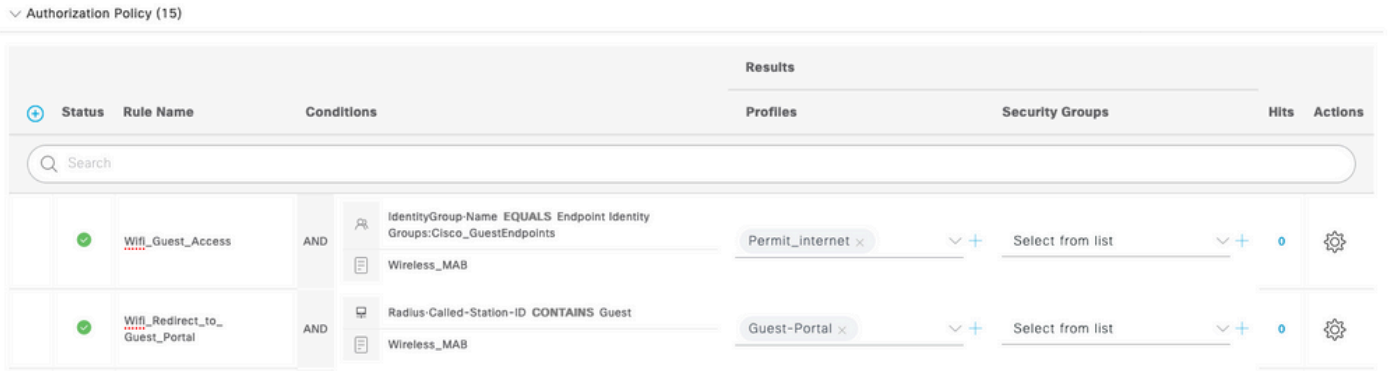 Authorization Policy (15)
Results
Status Rule Name Conditions Profiles Security Groups Hits Actions
Search
Wifi_Guest_Access
AND
IdentityGroup-Name EQUALS Endpoint Identity
Groups:Cisco_GuestEndpoints
Wireless_MAB
Permit_internet
Select from list
0
Wifi_Redirect_to_
Guest_Portal
AND
Radius-Called-Station-ID CONTAINS Guest
Wireless_MAB
Guest-Portal
Select from list
0